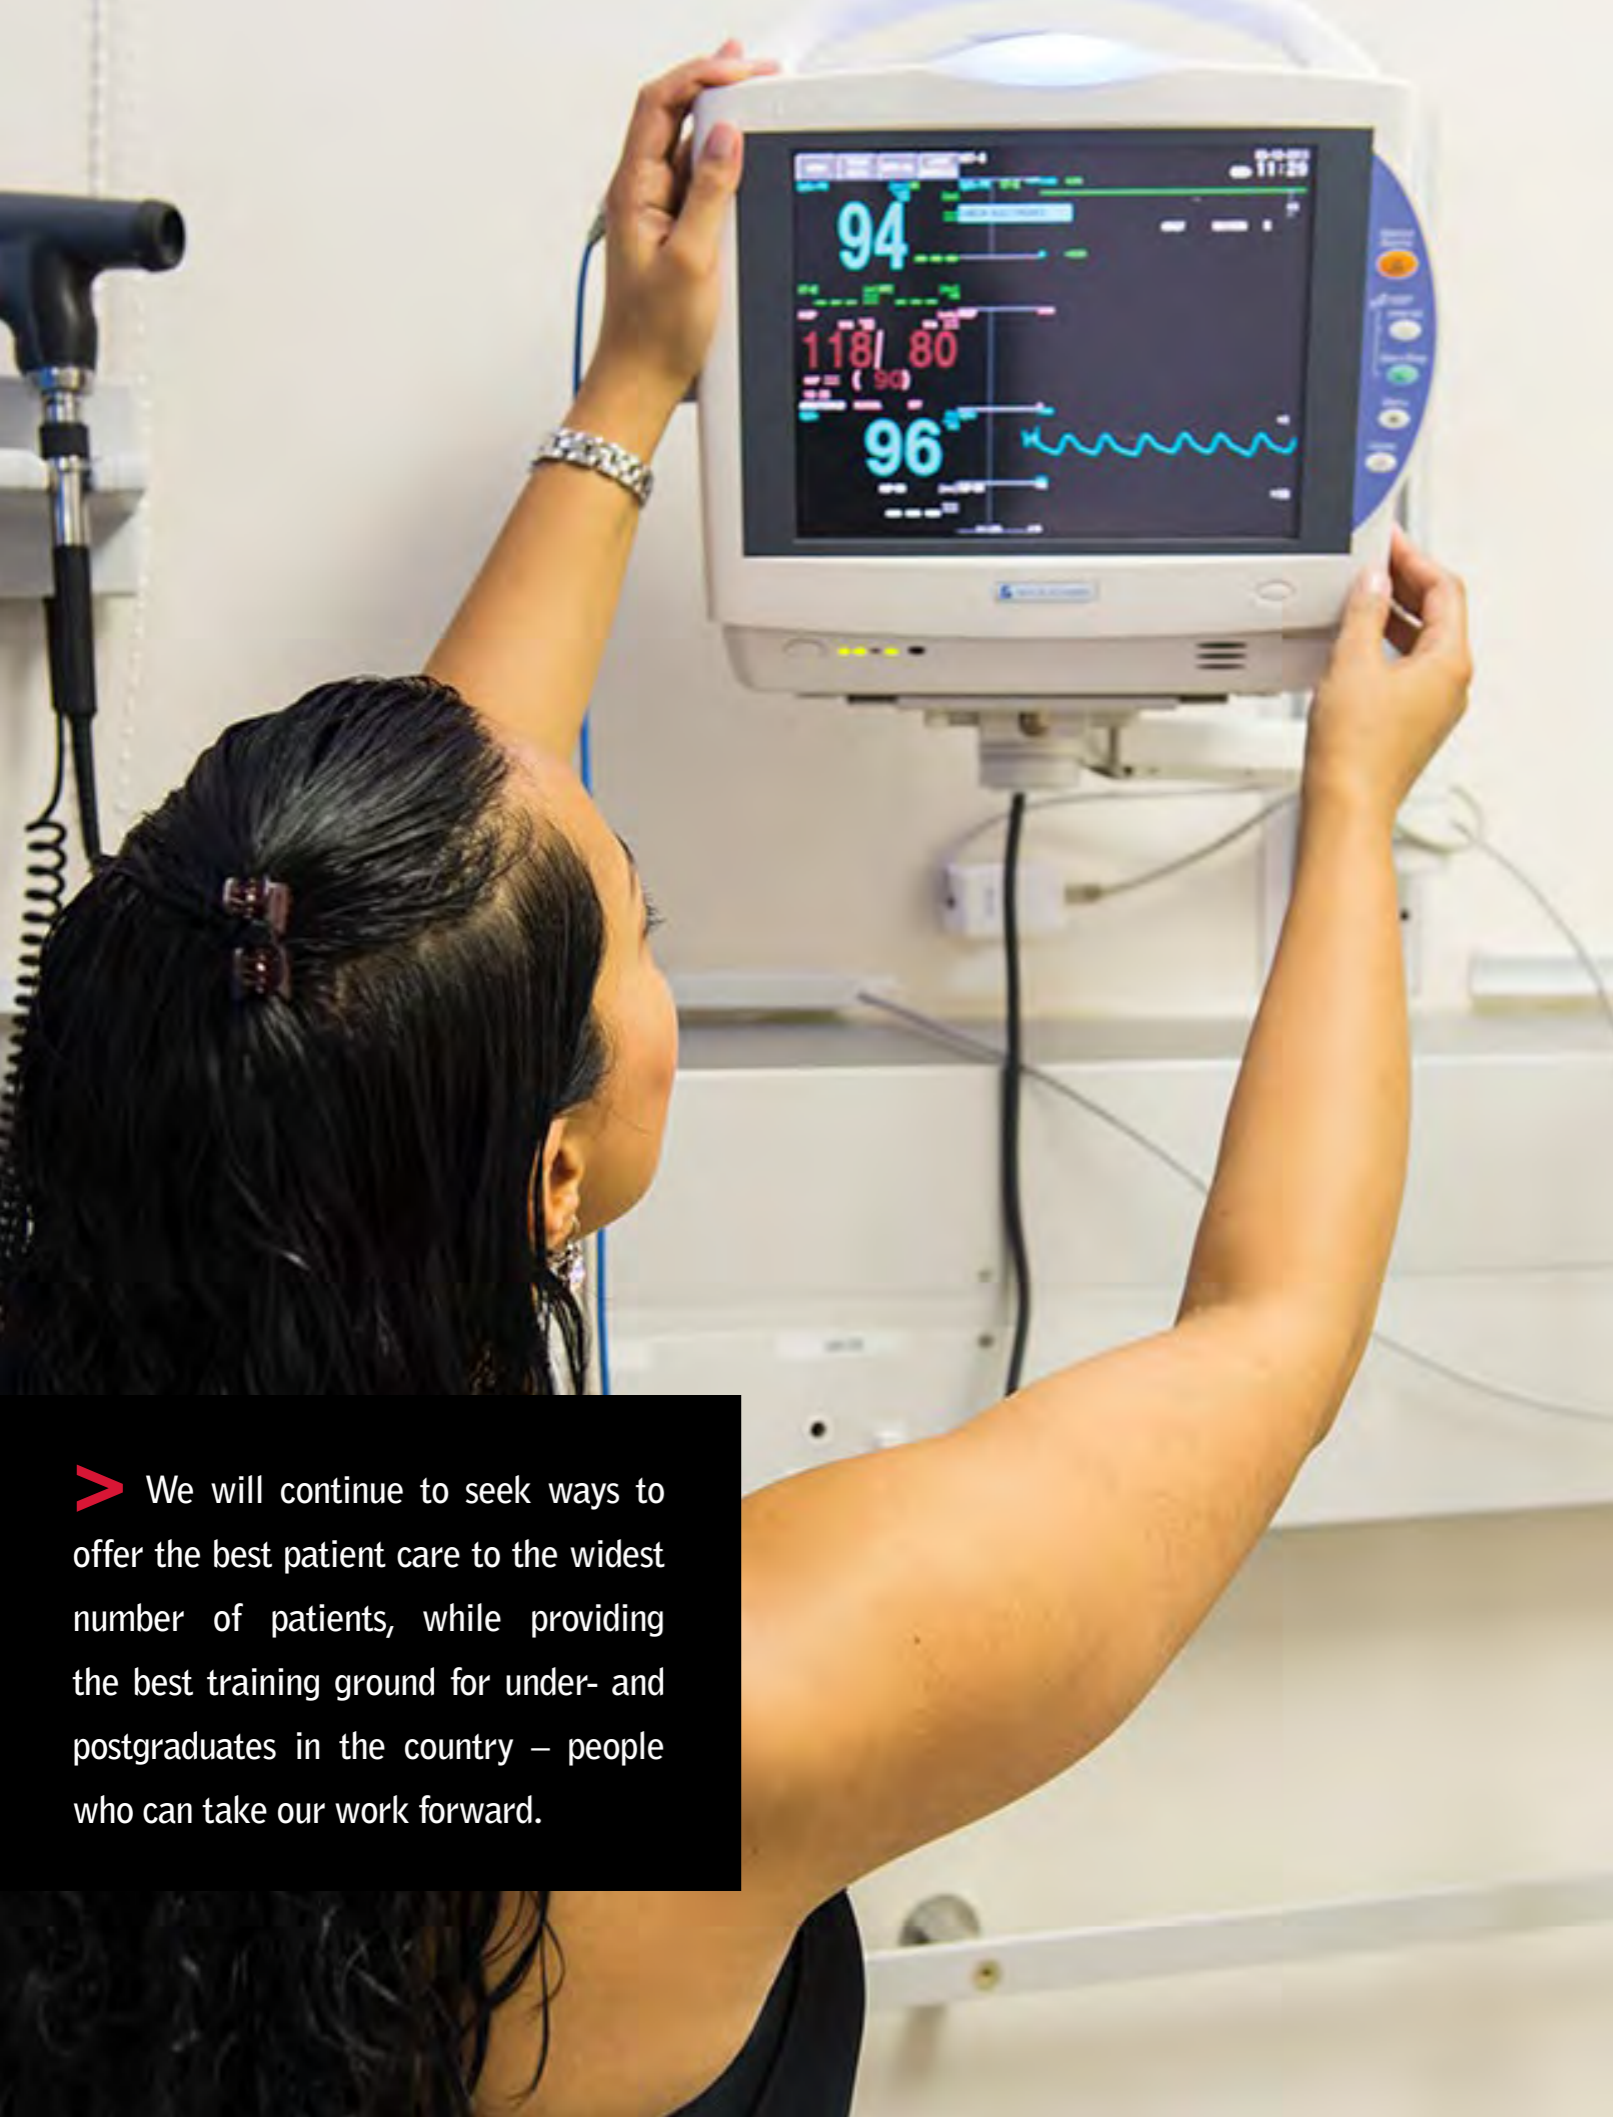 11:29
94
118/ 80
( 90)
96
> We will continue to seek ways to
offer the best patient care to the widest
number of patients, while providing
the best training ground for under- and
postgraduates in the country – people
who can take our work forward.